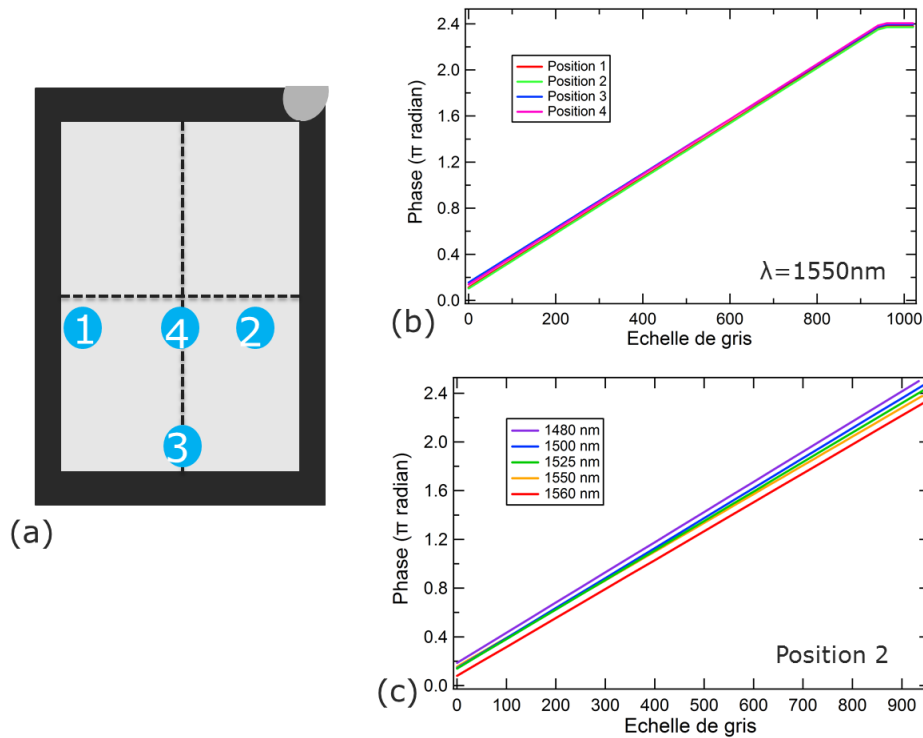 1
4
2
3
(a)
Phase (π radian)
2.4
2.0
1.6
1.2
0.8
0.4
0.0
Position 1
Position 2
Position 3
Position 4
λ=1550nm
0
200
400
600
800
1000
Echelle de gris
(b)
Phase (π radian)
2.4
2.0
1.6
1.2
0.8
0.4
0.0
1480 nm
1500 nm
1525 nm
1550 nm
1560 nm
Position 2
0
100
200
300
400
500
600
700
800
900
Echelle de gris
(c)